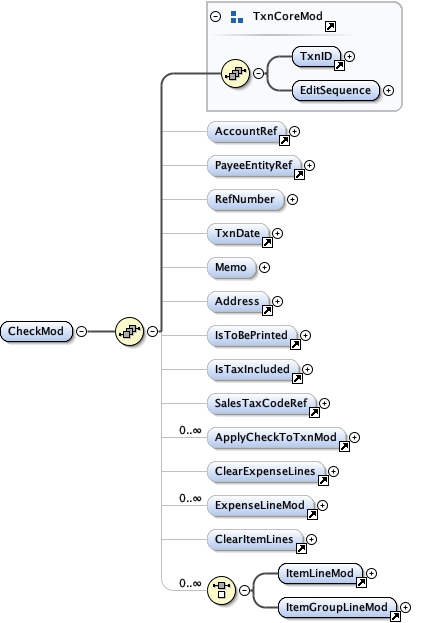 TxnCoreMod
TxnID
EditSequence
AccountRef
PayeeEntityRef
RefNumber
TxnDate
Memo
Address
CheckMod
IsToBePrinted
IsTaxIncluded
SalesTaxCodeRef
0..∞
ApplyCheckToTxnMod
ClearExpenseLines
0..∞
ExpenseLineMod
ClearItemLines
0..∞
ItemLineMod
ItemGroupLineMod